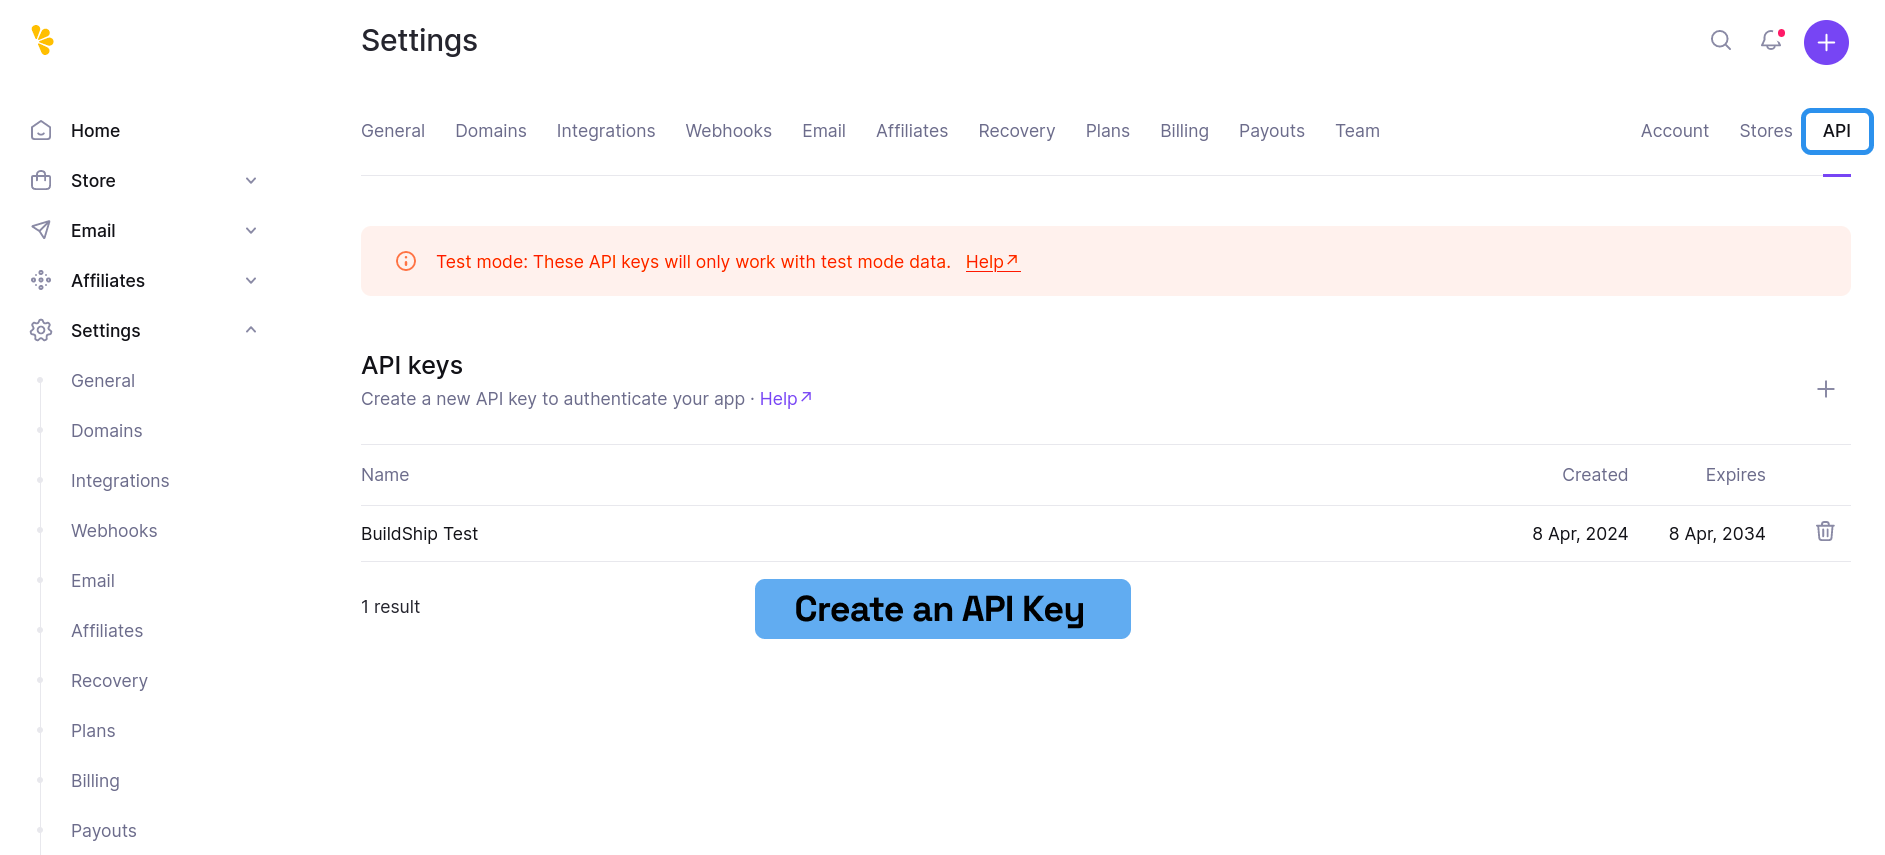 Settings
Home
Store
Email
Affiliates
Settings
General
Domains
Integrations
Webhooks
Email
Affiliates
Recovery
Plans
Billing
Payouts
General Domains Integrations Webhooks Email Affiliates Recovery Plans Billing Payouts Team Account Stores API
Test mode: These API keys will only work with test mode data. Help↗
API keys
Create a new API key to authenticate your app · Help↗
Name Created Expires
BuildShip Test 8 Apr, 2024 8 Apr, 2034
1 result
Create an API Key